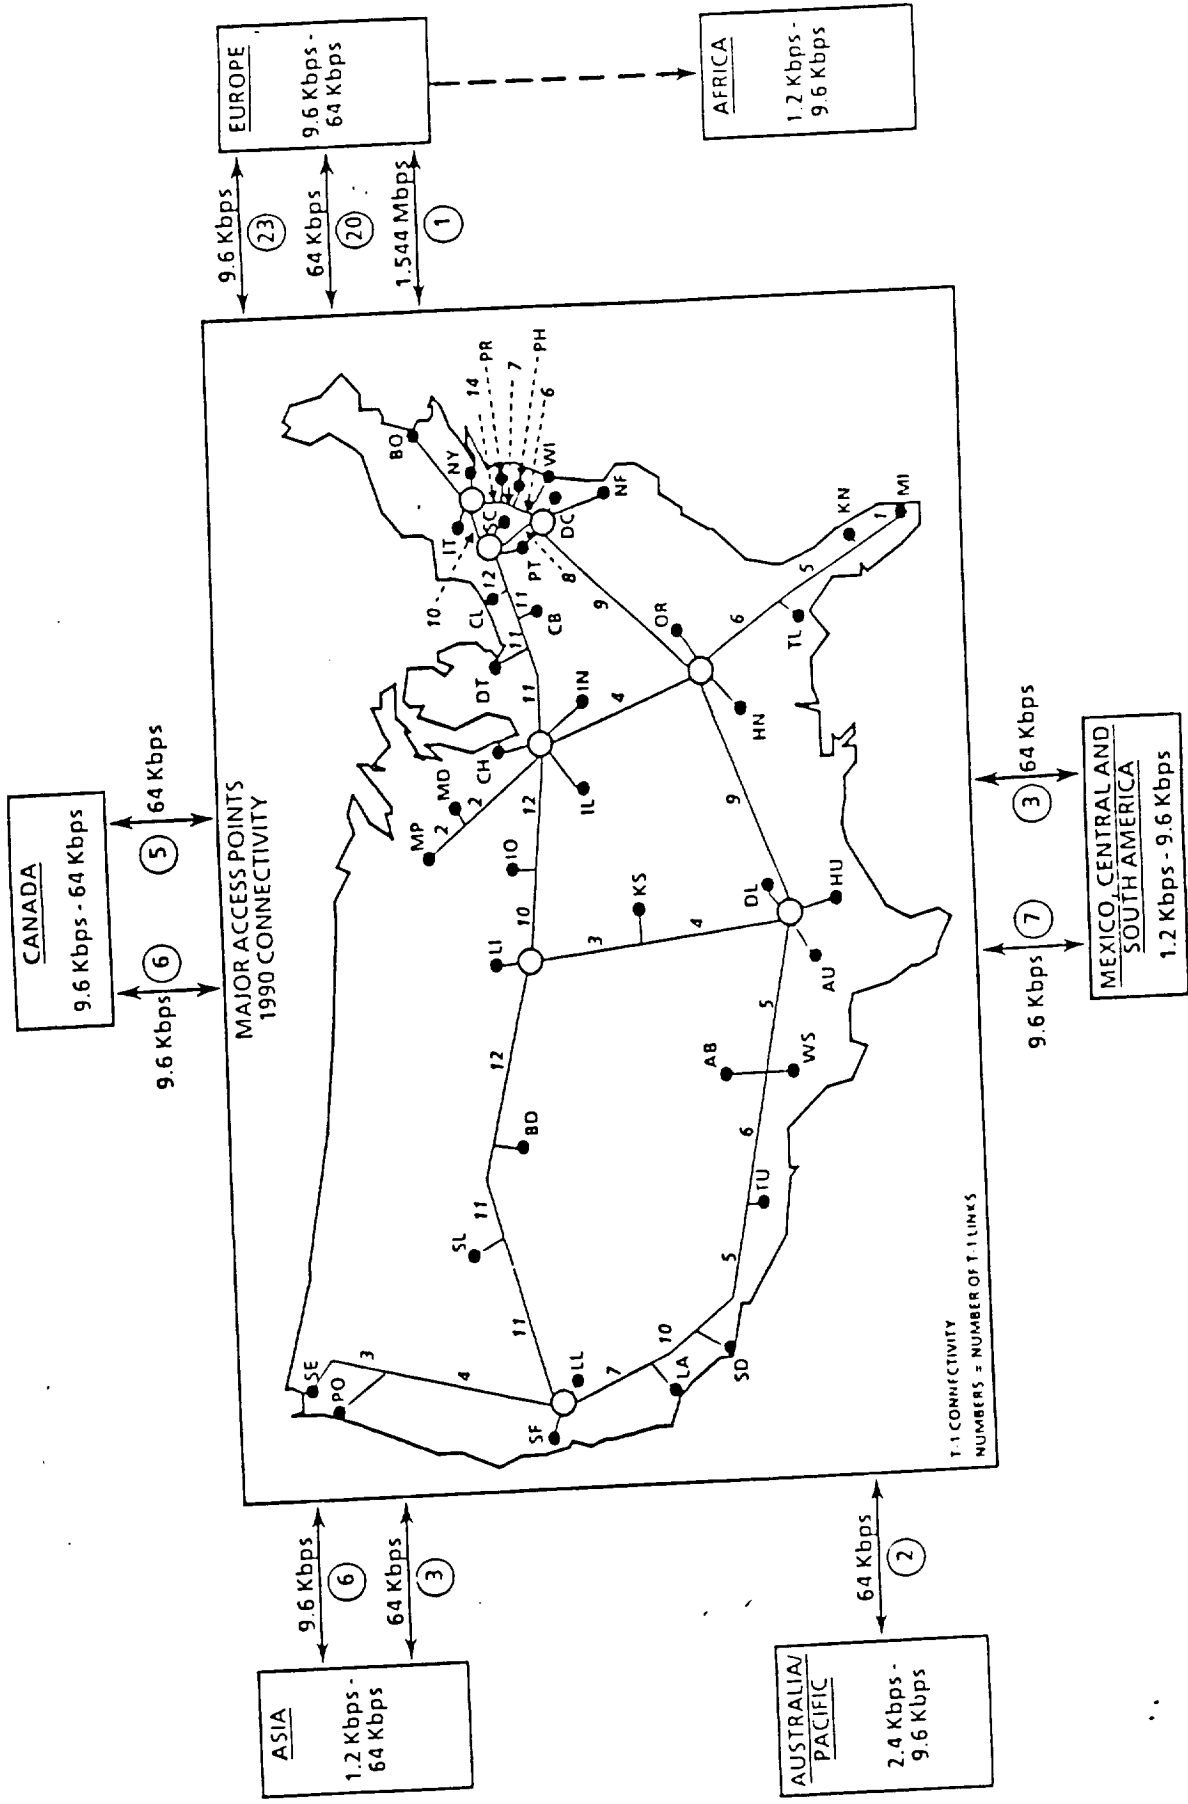 CANADA
9.6 Kbps - 64 Kbps
9.6 Kbps
6
5
64 Kbps
MAJOR ACCESS POINTS
1990 CONNECTIVITY
ASIA
1.2 Kbps -
64 Kbps
9.6 Kbps
6
64 Kbps
3
AUSTRALIA/
PACIFIC
2.4 Kbps -
9.6 Kbps
64 Kbps
2
EUROPE
9.6 Kbps -
64 Kbps
9.6 Kbps
23
64 Kbps
20
1.544 Mbps
1
AFRICA
1.2 Kbps -
9.6 Kbps
SE
PO
3
4
SF
LL
7
LA
10
SD
11
SL
11
BD
12
LI
10
IO
12
5
TU
6
AB
WS
5
3
KS
4
DL
AU
HU
MP
2
MD
2
CH
IL
IN
4
9
HN
OR
9
6
TL
5
KN
1
MI
11
DT
11
CB
11
CL
12
10
IT
SC
PT
8
DC
NF
WI
NY
BO
14
PR
7
PH
6
T-1 CONNECTIVITY
NUMBERS = NUMBER OF T-1 LINKS
9.6 Kbps
7
3
64 Kbps
MEXICO, CENTRAL AND
SOUTH AMERICA
1.2 Kbps - 9.6 Kbps